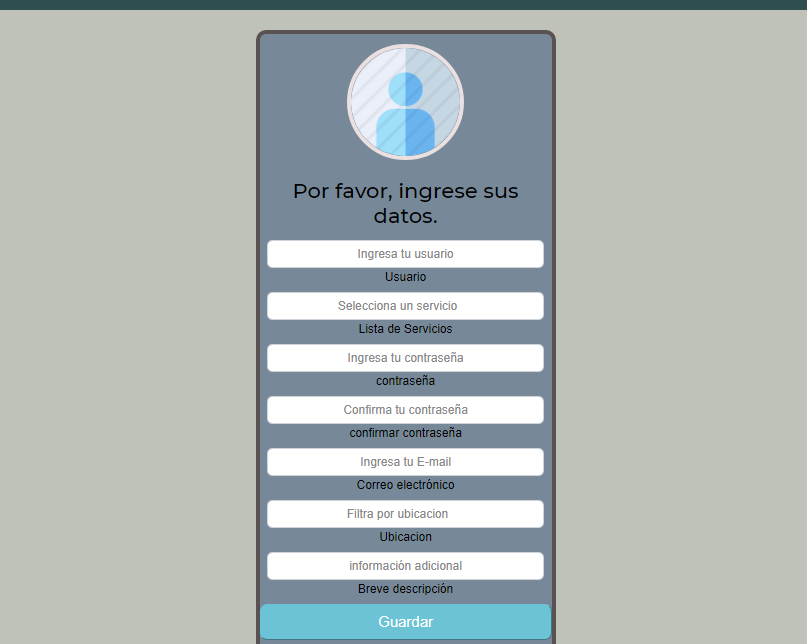 Por favor, ingrese sus
datos.
Ingresa tu usuario
Usuario
Selecciona un servicio
Lista de Servicios
Ingresa tu contraseña
contraseña
Confirma tu contraseña
confirmar contraseña
Ingresa tu E-mail
Correo electrónico
Filtra por ubicacion
Ubicacion
información adicional
Breve descripción
Guardar